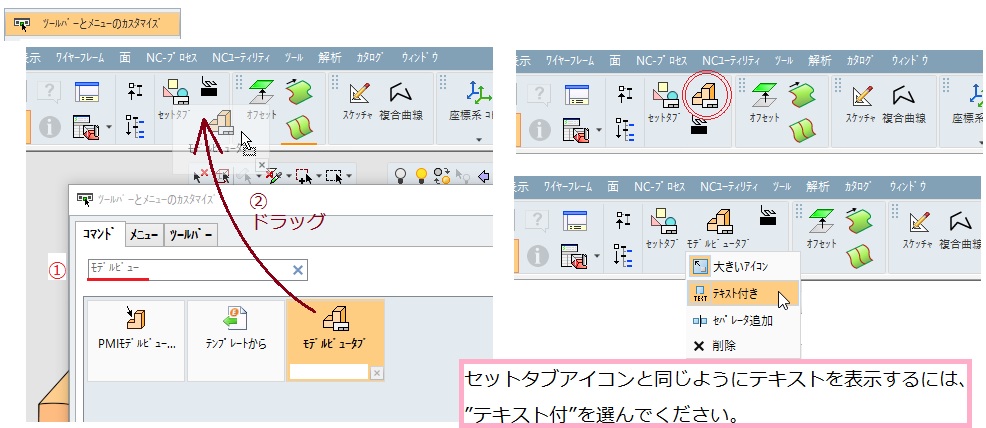 ﾂｰﾙﾊﾞｰとﾒﾆｭｰのｶｽﾀﾏｲｽﾞ
表示 ﾜｲﾔｰﾌﾚｰﾑ 面 NC-ﾌﾟﾛｾｽ NCﾕｰﾃｨﾘﾃｨ ﾂｰﾙ 解析 ｶﾀﾛｸﾞ ｳｨﾝﾄﾞｳ
ｾｯﾄﾀﾌﾞ ｵﾌｾｯﾄ ｽｹｯﾁｬ 複合曲線 座標系 ｺ
ﾓﾃﾞﾙﾋﾞｭｰﾀﾌﾞ
ﾂｰﾙﾊﾞｰとﾒﾆｭｰのｶｽﾀﾏｲｽﾞ
②
ドラッグ
ｺﾏﾝﾄﾞ ﾒﾆｭｰ ﾂｰﾙﾊﾞｰ
① ﾓﾃﾞﾙﾋﾞｭｰ
PMIﾓﾃﾞﾙﾋﾞｭｰ... ﾃﾝﾌﾟﾚｰﾄから ﾓﾃﾞﾙﾋﾞｭｰﾀﾌﾞ
表示 ﾜｲﾔｰﾌﾚｰﾑ 面 NC-ﾌﾟﾛｾｽ NCﾕｰﾃｨﾘﾃｨ ﾂｰﾙ 解析 ｶﾀﾛｸﾞ ｳｨﾝﾄﾞｳ
ｾｯﾄﾀﾌﾞ ｵﾌｾｯﾄ ｽｹｯﾁｬ 複合曲線 座標系
表示 ﾜｲﾔｰﾌﾚｰﾑ 面 NC-ﾌﾟﾛｾｽ NCﾕｰﾃｨﾘﾃｨ ﾂｰﾙ 解析 ｶﾀﾛｸﾞ ｳｨﾝﾄﾞｳ
ｾｯﾄﾀﾌﾞ ﾓﾃﾞﾙﾋﾞｭｰﾀﾌﾞ ｵﾌｾｯﾄ ｽｹｯﾁｬ 複合曲線
大きいｱｲｺﾝ
TEST ﾃｷｽﾄ付き
ｾﾊﾟﾚｰﾀ追加
削除
セットタブアイコンと同じようにテキストを表示するには、
”テキスト付”を選んでください。